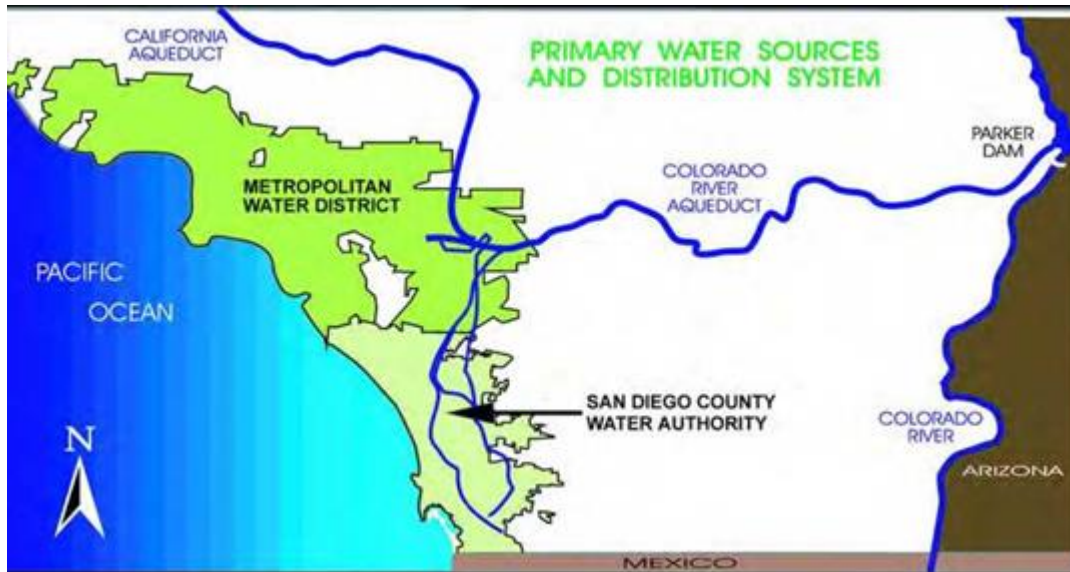 CALIFORNIA
AQUEDUCT
PRIMARY WATER SOURCES
AND DISTRIBUTION SYSTEM
PARKER
DAM
COLORADO
RIVER
AQUEDUCT
METROPOLITAN
WATER DISTRICT
PACIFIC
OCEAN
SAN DIEGO COUNTY
WATER AUTHORITY
COLORADO
RIVER
N
ARIZONA
MEXICO